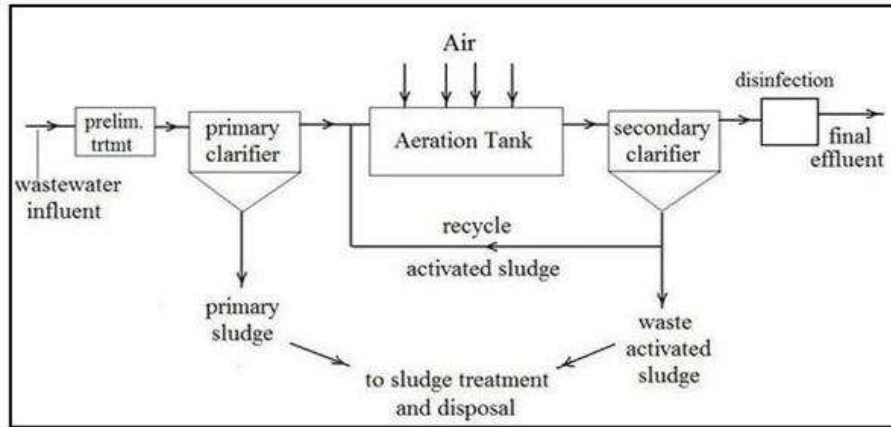 Air
disinfection
prelim.
trtmt
primary
clarifier
Aeration Tank
secondary
clarifier
final
effluent
wastewater
influent
recycle
activated sludge
primary
sludge
waste
activated
sludge
to sludge treatment
and disposal